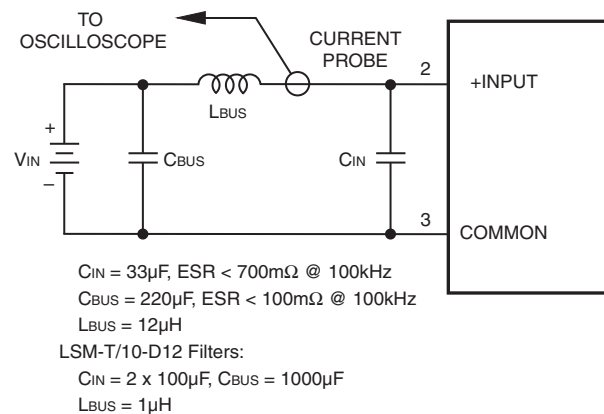 TO
OSCILLOSCOPE
CURRENT
PROBE
2
+INPUT
LBUS
+
VIN
–
CBUS
CIN
3
COMMON
CIN = 33µF, ESR < 700mΩ @ 100kHz
CBUS = 220µF, ESR < 100mΩ @ 100kHz
LBUS = 12µH
LSM-T/10-D12 Filters:
CIN = 2 x 100µF, CBUS = 1000µF
LBUS = 1µH